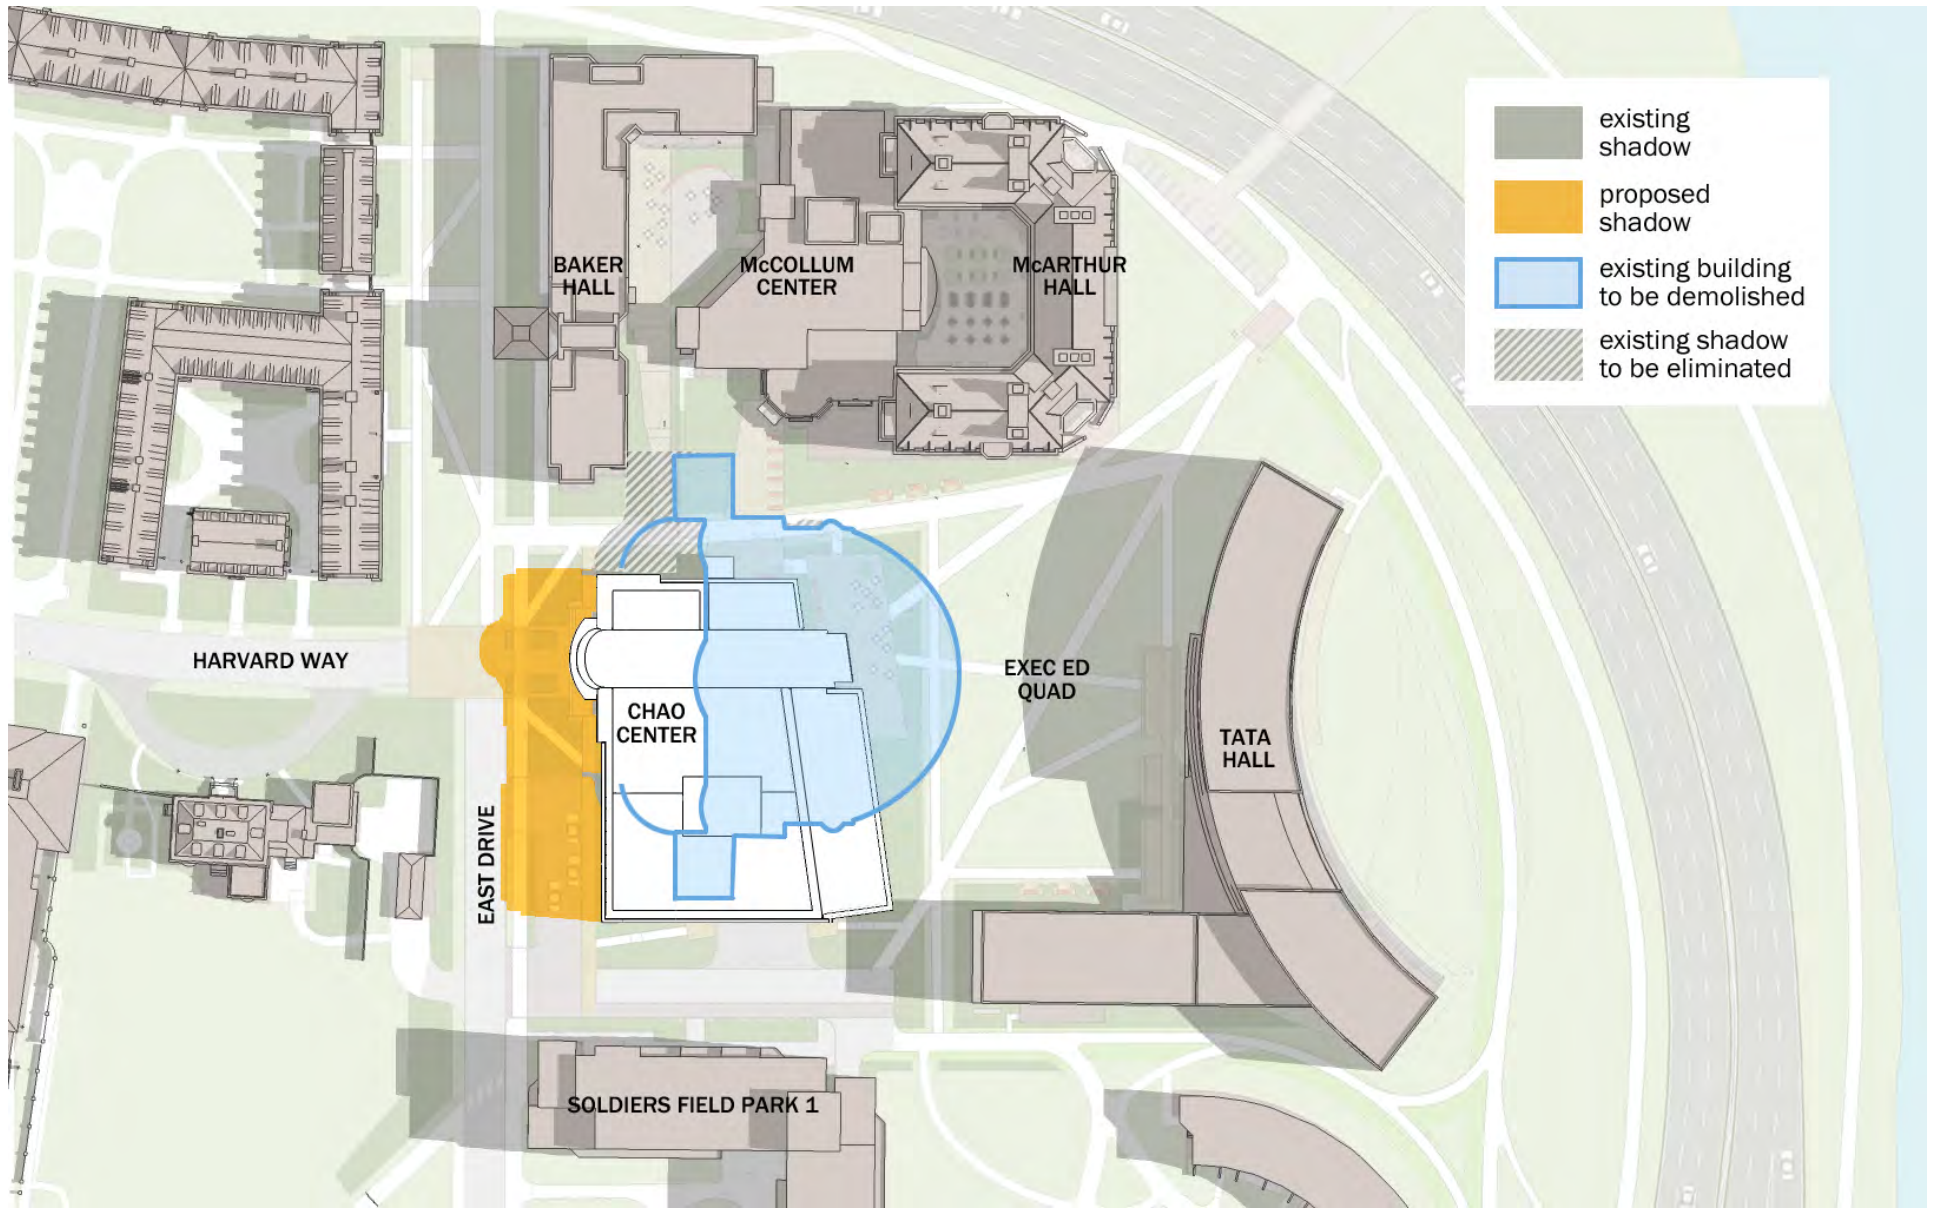 existing
shadow
proposed
shadow
existing building
to be demolished
existing shadow
to be eliminated
BAKER
HALL
McCOLLUM
CENTER
McARTHUR
HALL
HARVARD WAY
CHAO
CENTER
EXEC ED
QUAD
TATA
HALL
EAST DRIVE
SOLDIERS FIELD PARK 1